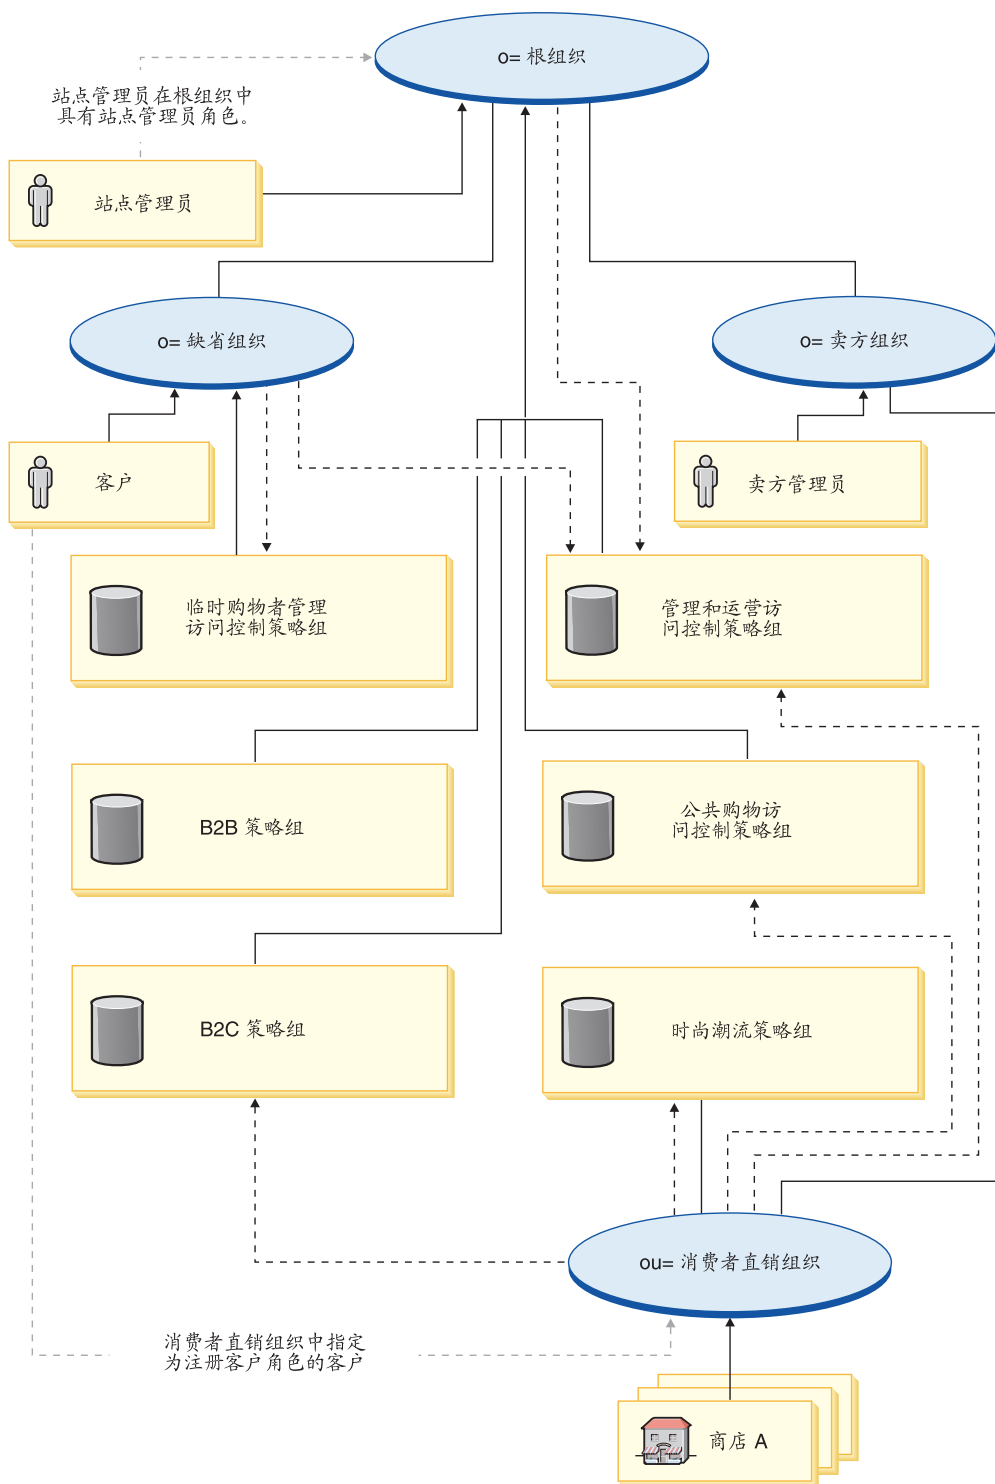 o= 根组织
站点管理员在根组织中
具有站点管理员角色。
站点管理员
o= 缺省组织
o= 卖方组织
客户
卖方管理员
临时购物者管理
访问控制策略组
管理和运营访
问控制策略组
B2B 策略组
公共购物访
问控制策略组
B2C 策略组
时尚潮流策略组
ou= 消费者直销组织
消费者直销组织中指定
为注册客户角色的客户
商店 A